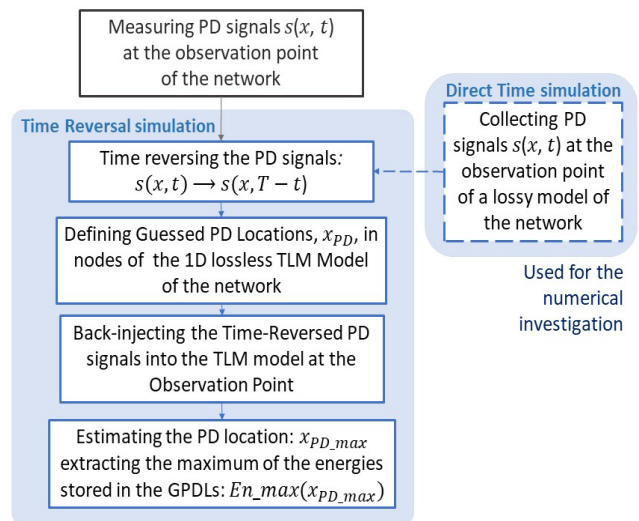 Measuring PD signals s(x, t)
at the observation point
of the network
Time Reversal simulation
Time reversing the PD signals:
s(x,t) → s(x,T − t)
Defining Guessed PD Locations, x_PD, in
nodes of the 1D lossless TLM Model
of the network
Back-injecting the Time-Reversed PD
signals into the TLM model at the
Observation Point
Estimating the PD location: x_PD_max
extracting the maximum of the energies
stored in the GPDLs: En_max(x_PD_max)
Direct Time simulation
Collecting PD
signals s(x, t) at the
observation point
of a lossy model of
the network
Used for the
numerical
investigation